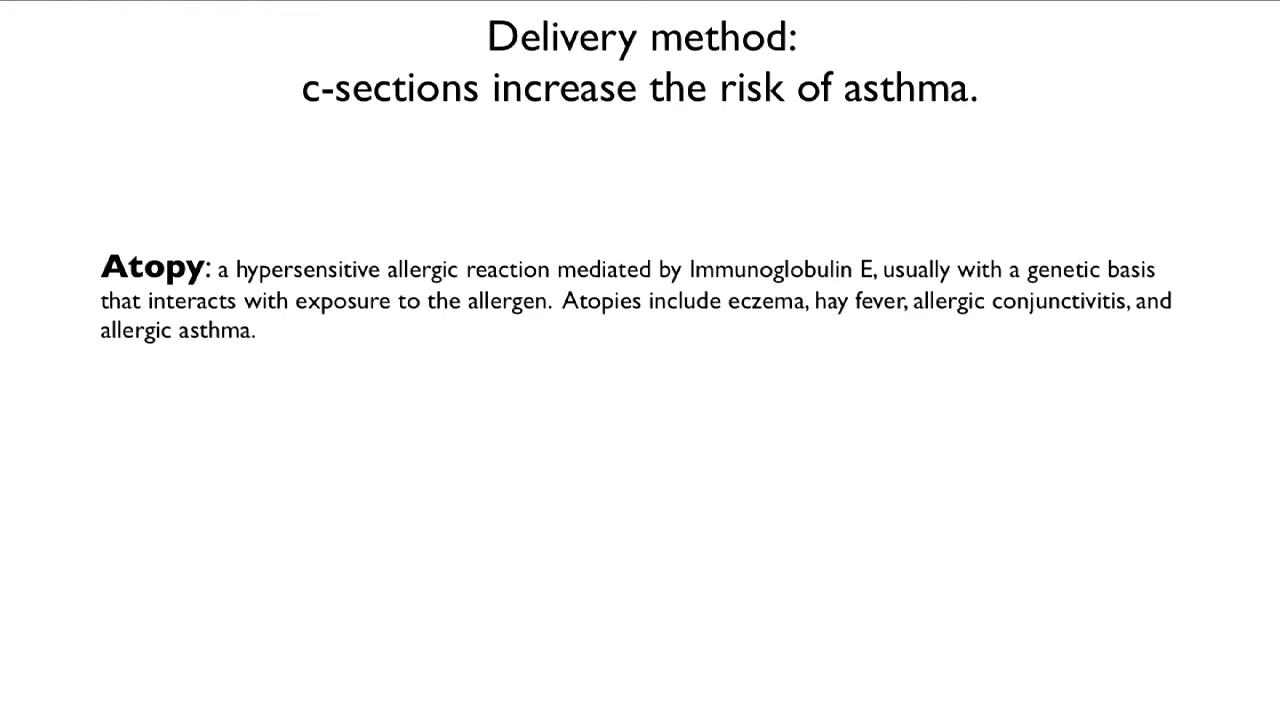 Delivery method:
c-sections increase the risk of asthma.
Atopy: a hypersensitive allergic reaction mediated by Immunoglobulin E, usually with a genetic basis
that interacts with exposure to the allergen. Atopies include eczema, hay fever, allergic conjunctivitis, and
allergic asthma.